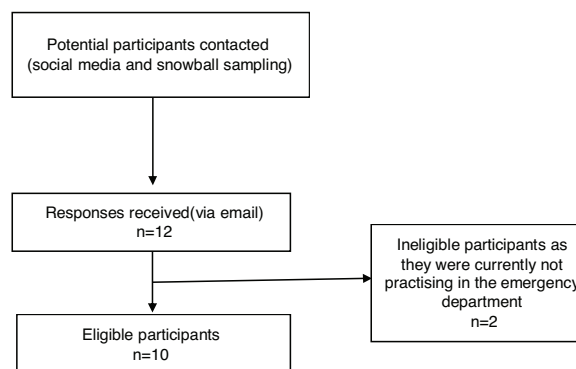 Potential participants contacted
(social media and snowball sampling)
Responses received(via email)
n=12
Ineligible participants as
they were currently not
practising in the emergency
department
n=2
Eligible participants
n=10